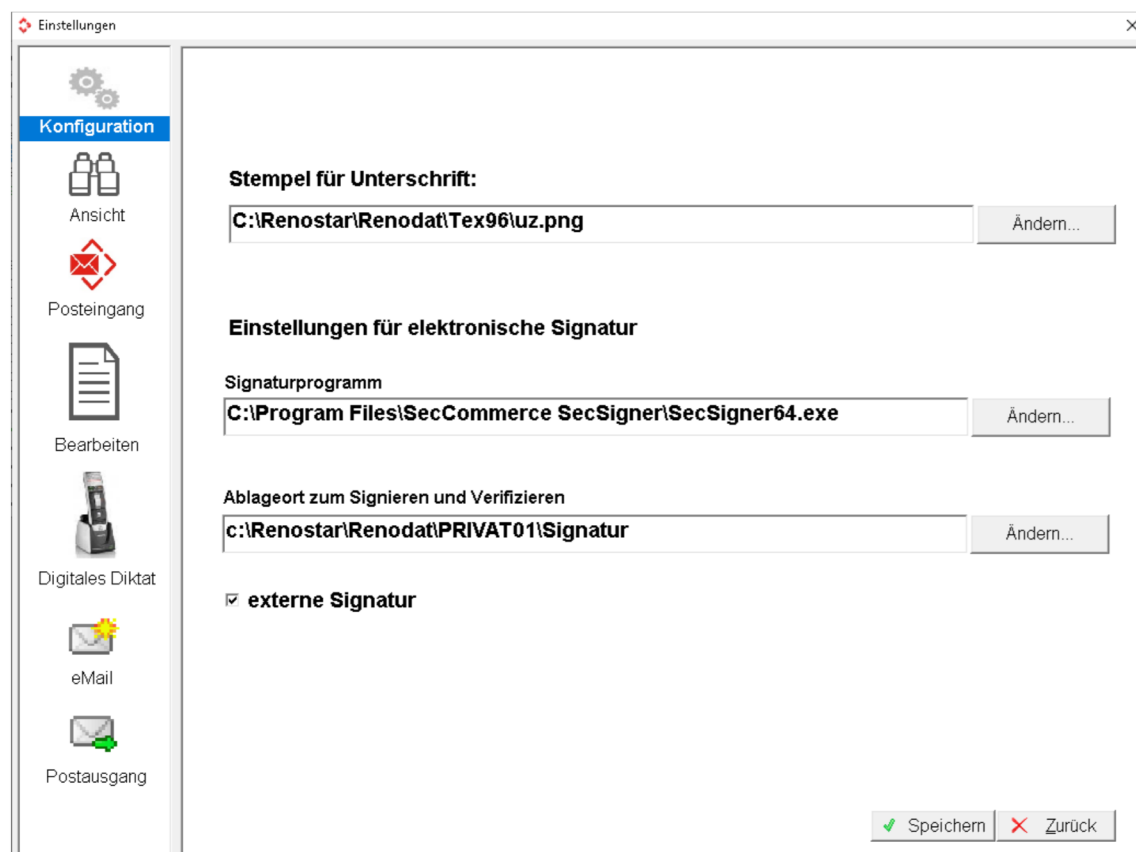 Einstellungen
Konfiguration
Ansicht
Posteingang
Bearbeiten
Digitales Diktat
eMail
Postausgang
Stempel für Unterschrift:
C:\Renostar\Renodat\Tex96\uz.png
Ändern...
Einstellungen für elektronische Signatur
Signaturprogramm
C:\Program Files\SecCommerce SecSigner\SecSigner64.exe
Ändern...
Ablageort zum Signieren und Verifizieren
c:\Renostar\Renodat\PRIVAT01\Signatur
Ändern...
externe Signatur
Speichern
Zurück